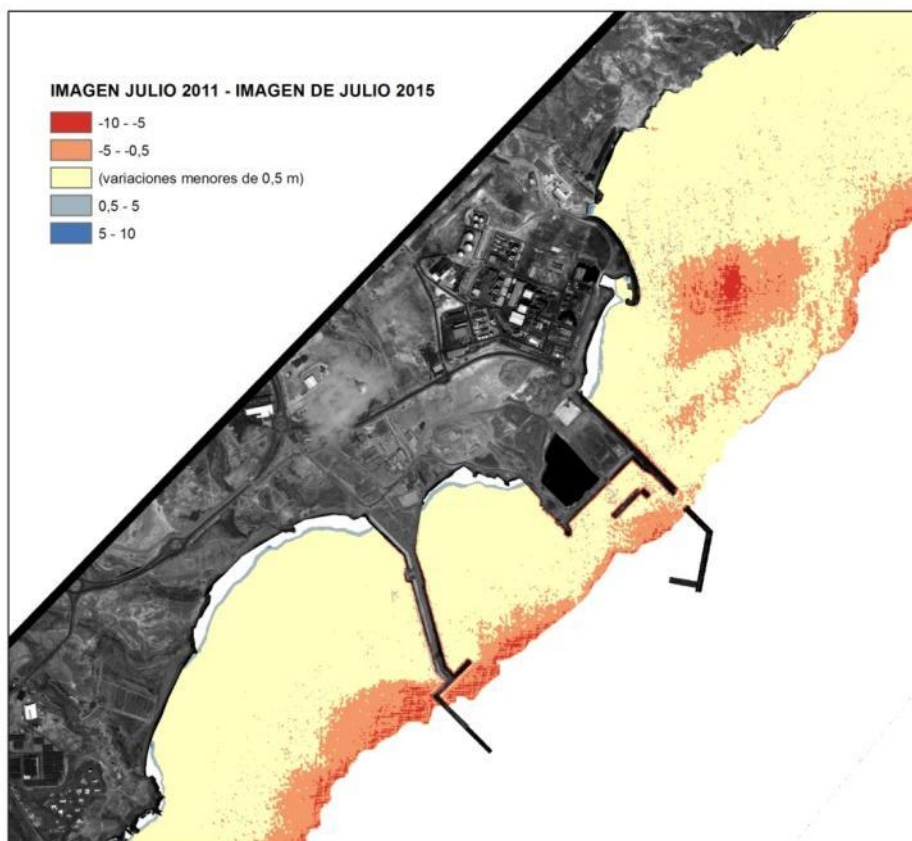 IMAGEN JULIO 2011 - IMAGEN DE JULIO 2015
-10 - -5
-5 - -0,5
(variaciones menores de 0,5 m)
0,5 - 5
5 - 10